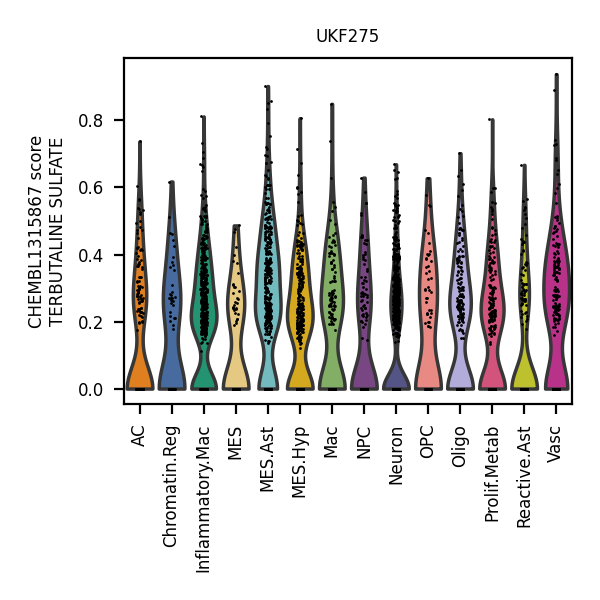 UKF275
CHEMBL1315867 score
TERBUTALINE SULFATE
0.8
0.6
0.4
0.2
0.0
AC
Chromatin.Reg
Inflammatory.Mac
MES
MES.Ast
MES.Hyp
Mac
NPC
Neuron
OPC
Oligo
Prolif.Metab
Reactive.Ast
Vasc